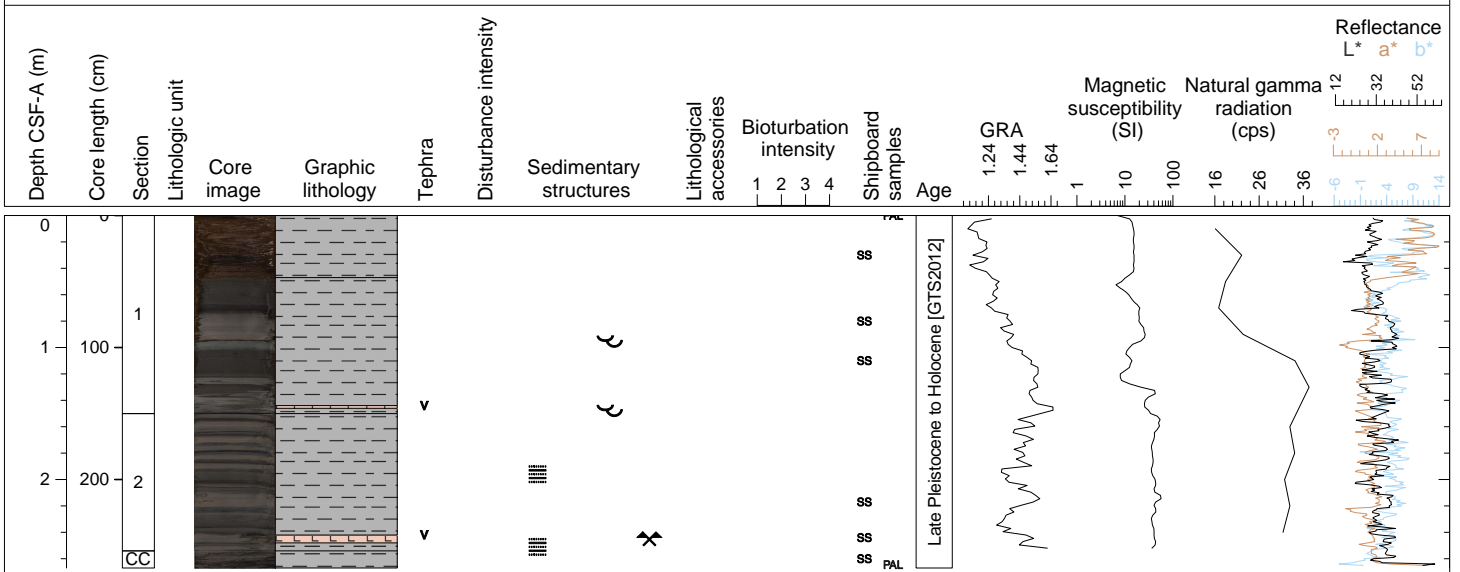 Depth CSF-A (m)
Core length (cm)
Section
Lithologic unit
Core
image
Graphic
lithology
Tephra
Disturbance intensity
Sedimentary
structures
Lithological
accessories
Bioturbation
intensity
1 2 3 4
Shipboard
samples
Age
GRA
1.24 1.44 1.64
Magnetic
susceptibility
(SI)
1 10 100
Natural gamma
radiation
(cps)
16 26 36
Reflectance
L* a* b*
12 32 52
-3 2 7
-6 -1 4 9 14
0
1
2
0
100
200
1
2
CC
V
V
PAL
SS
SS
SS
SS
SS
SS
PAL
Late Pleistocene to Holocene [GTS2012]